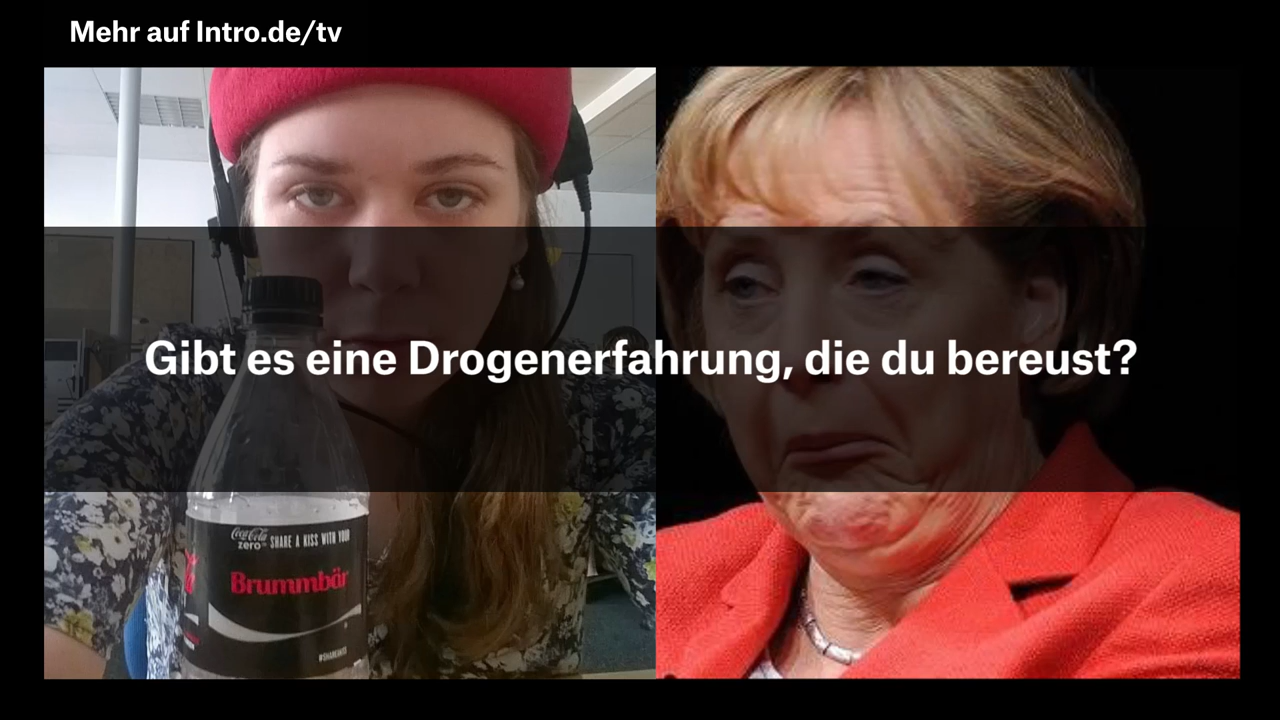 Mehr auf Intro.de/tv
Gibt es eine Drogenerfahrung, die du bereust?
Coca-Cola
zero
SHARE A KISS WITH YOUR
Brummbär